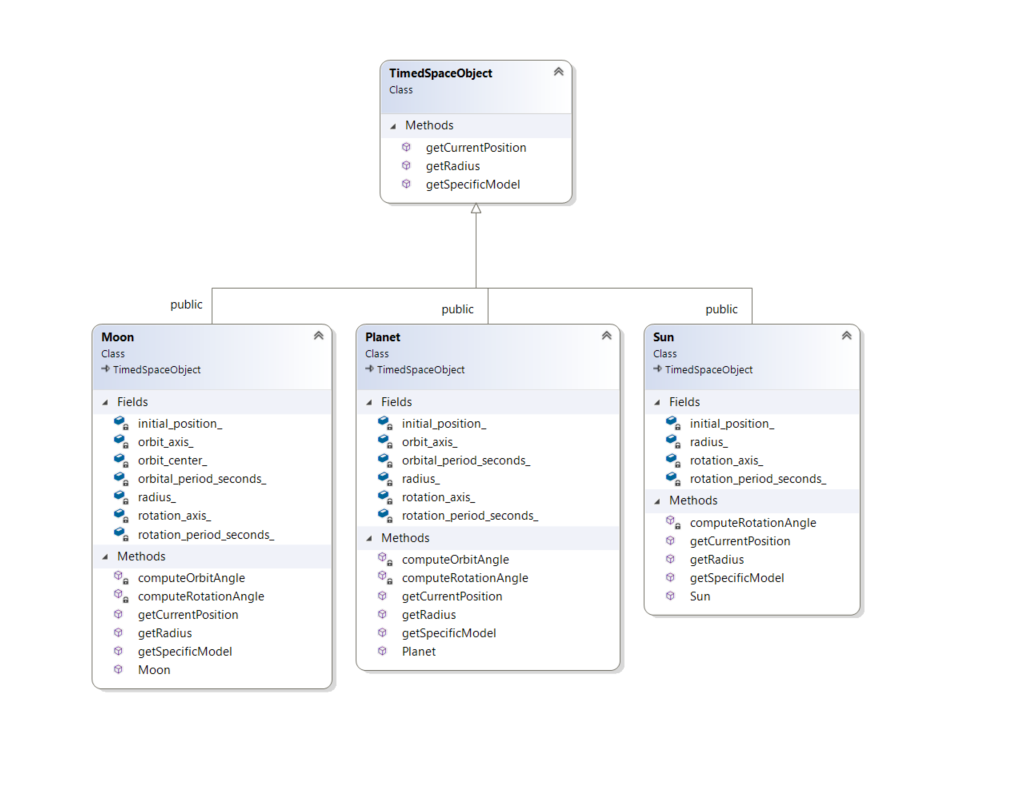 TimedSpaceObject
Class
Methods
getCurrentPosition
getRadius
getSpecificModel
public
public
public
Moon
Class
TimedSpaceObject
Fields
initial_position_
orbit_axis_
orbit_center_
orbital_period_seconds_
radius_
rotation_axis_
rotation_period_seconds_
Methods
computeOrbitAngle
computeRotationAngle
getCurrentPosition
getRadius
getSpecificModel
Moon
Planet
Class
TimedSpaceObject
Fields
initial_position_
orbit_axis_
orbital_period_seconds_
radius_
rotation_axis_
rotation_period_seconds_
Methods
computeOrbitAngle
computeRotationAngle
getCurrentPosition
getRadius
getSpecificModel
Planet
Sun
Class
TimedSpaceObject
Fields
initial_position_
radius_
rotation_axis_
rotation_period_seconds_
Methods
computeRotationAngle
getCurrentPosition
getRadius
getSpecificModel
Sun